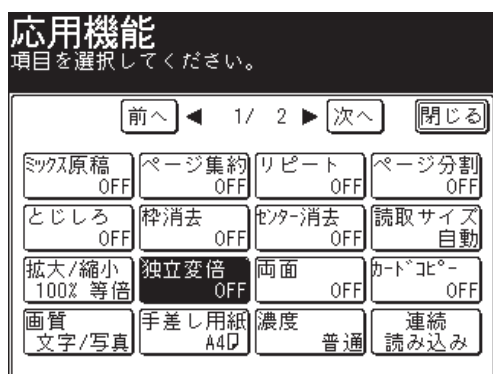 応用機能
項目を選択してください。
前へ ◀ 1/ 2 ▶ 次へ 閉じる
ﾐックス原稿 ページ集約 リピート ページ分割
OFF OFF OFF OFF
とじしろ 枠消去 ｾﾝﾀｰ消去 読取サイズ
OFF OFF OFF 自動
拡大/縮小 独立変倍 両面 ｶｰﾄﾞｺﾋﾟｰ
100% 等倍 OFF OFF OFF
画質 手差し用紙 濃度 連続
文字/写真 A4 普通 読み込み